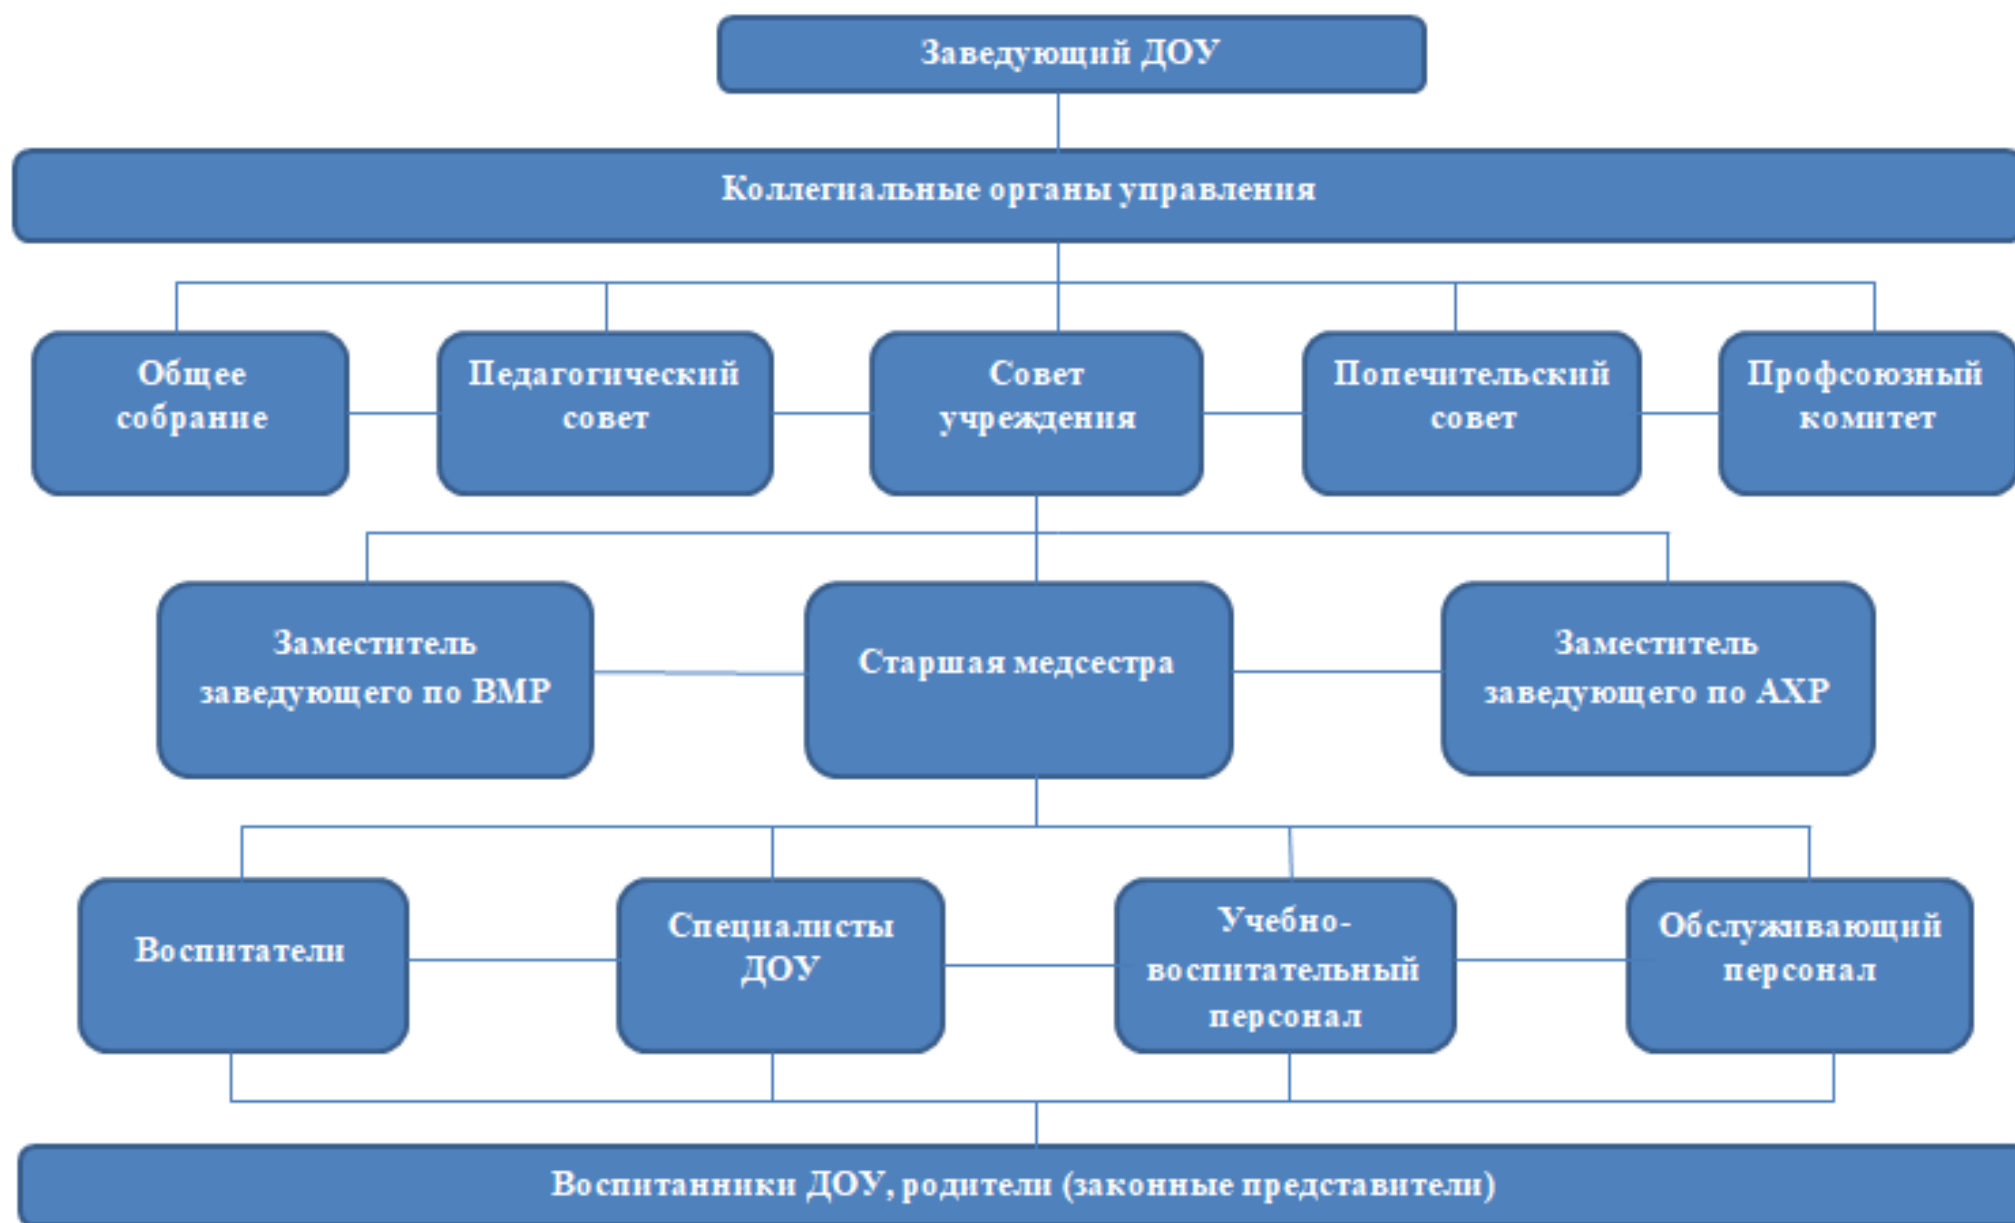 Заведующий ДОУ
Коллегиальные органы управления
Общее
собрание
Педагогический
совет
Совет
учреждения
Попечительский
совет
Профсоюзный
комитет
Заместитель
заведующего по ВМР
Старшая медсестра
Заместитель
заведующего по АХР
Воспитатели
Специалисты
ДОУ
Учебно-
воспитательный
персонал
Обслуживающий
персонал
Воспитанники ДОУ, родители (законные представители)